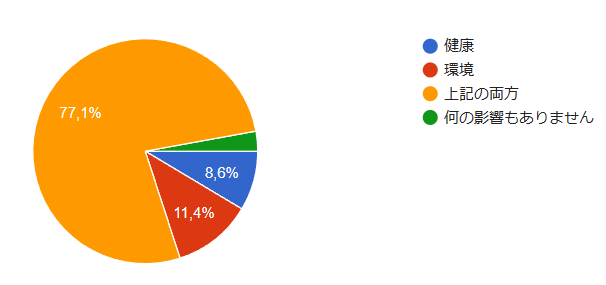 健康
環境
上記の両方
何の影響もありません
77,1%
8,6%
11,4%